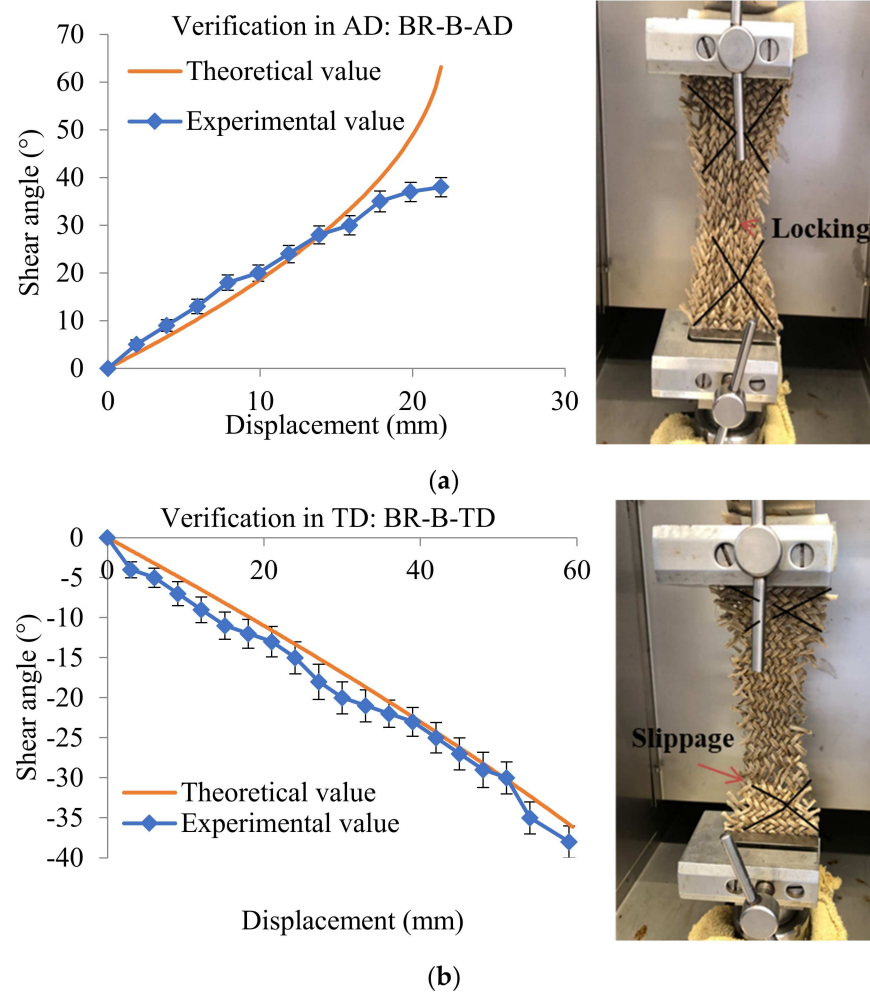 Verification in AD: BR-B-AD
70
60
50
40
30
20
10
0
Shear angle (°)
Theoretical value
Experimental value
0 10 20 30
Displacement (mm)
Locking
(a)
Verification in TD: BR-B-TD
0
-5
-10
-15
-20
-25
-30
-35
-40
Shear angle (°)
0 20 40 60
Theoretical value
Experimental value
Displacement (mm)
Slippage
(b)